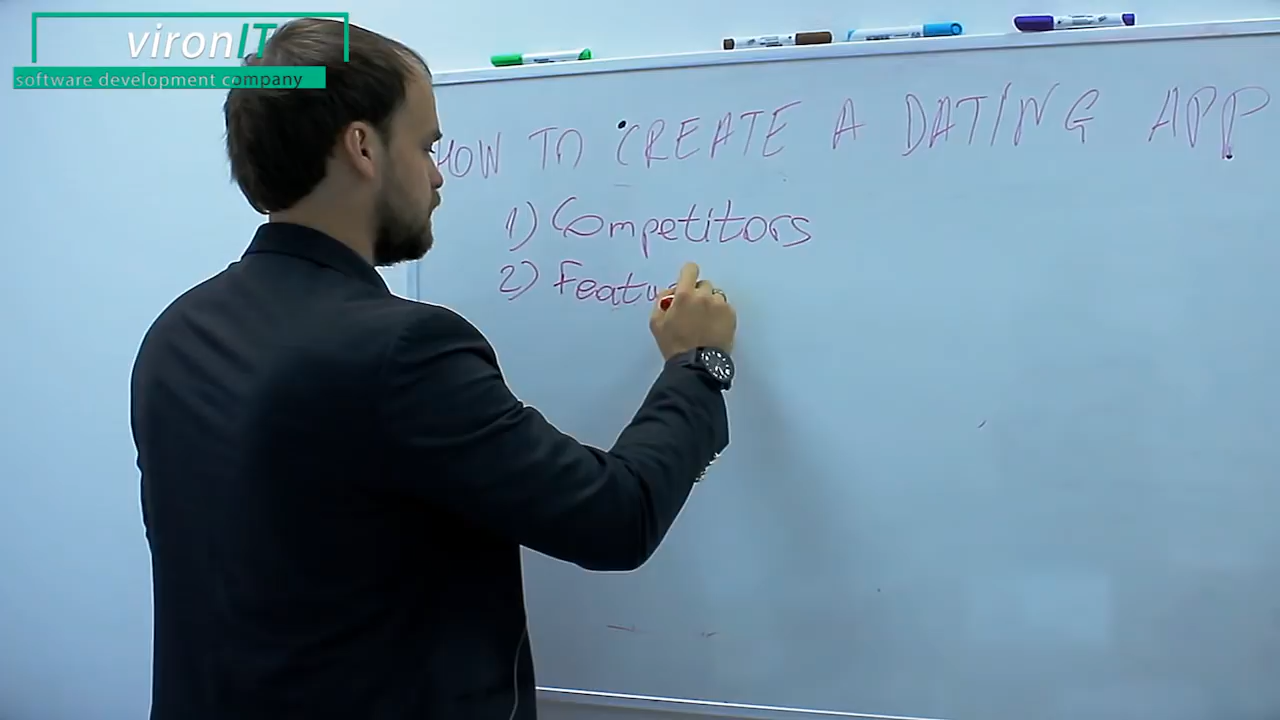 vironIT
software development company
HOW TO CREATE A DATING APP
1) Competitors
2) Featu